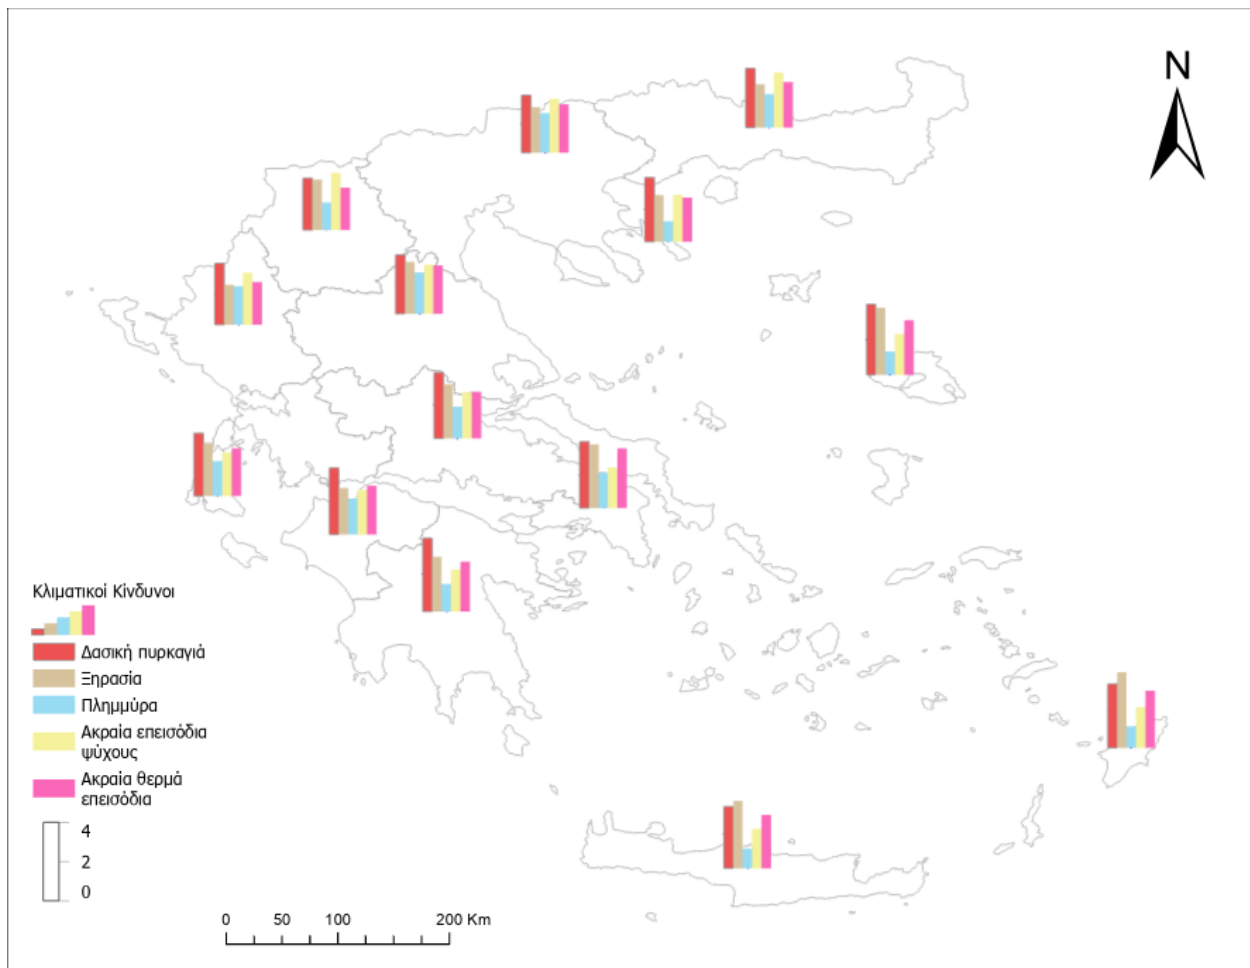 N
Κλιματικοί Κίνδυνοι
Δασική πυρκαγιά
Ξηρασία
Πλημμύρα
Ακραία επεισόδια
ψύχους
Ακραία θερμά
επεισόδια
4
2
0
0 50 100 200 Km